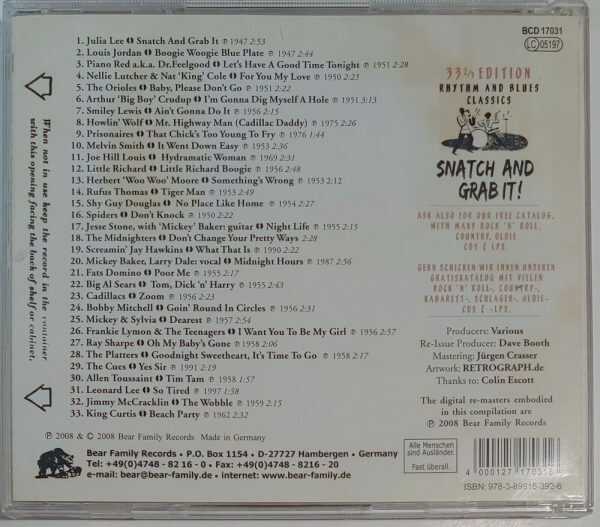 BCD 17031
LC 05197
1. Julia Lee Snatch And Grab It ℗ 1947 2:53
2. Louis Jordan Boogie Woogie Blue Plate ℗ 1947 2:44
3. Piano Red a.k.a. Dr.Feelgood Let's Have A Good Time Tonight ℗ 1951 2:28
4. Nellie Lutcher & Nat 'King' Cole For You My Love ℗ 1950 2:23
5. The Orioles Baby, Please Don't Go ℗ 1951 2:22
6. Arthur 'Big Boy' Crudup I'm Gonna Dig Myself A Hole ℗ 1951 3:13
7. Smiley Lewis Ain't Gonna Do It ℗ 1956 2:15
8. Howlin' Wolf Mr. Highway Man (Cadillac Daddy) ℗ 1975 2:26
9. Prisonaires That Chick's Too Young To Fry ℗ 1976 1:44
10. Melvin Smith It Went Down Easy ℗ 1953 2:36
11. Joe Hill Louis Hydramatic Woman ℗ 1969 2:31
12. Little Richard Little Richard Boogie ℗ 1956 2:48
13. Herbert 'Woo Woo' Moore Something's Wrong ℗ 1953 2:12
14. Rufus Thomas Tiger Man ℗ 1953 2:49
15. Shy Guy Douglas No Place Like Home ℗ 1954 2:27
16. Spiders Don't Knock ℗ 1950 2:22
17. Jesse Stone, with 'Mickey' Baker: guitar Night Life ℗ 1955 2:15
18. The Midnighters Don't Change Your Pretty Ways 2:28
19. Screamin' Jay Hawkins What That Is ℗ 1990 2:22
20. Mickey Baker, Larry Dale: vocal Midnight Hours ℗ 1987 2:56
21. Fats Domino Poor Me ℗ 1955 2:17
22. Big Al Sears Tom, Dick 'n' Harry ℗ 1955 2:43
23. Cadillacs Zoom ℗ 1956 2:23
24. Bobby Mitchell Goin' Round In Circles ℗ 1956 2:31
25. Mickey & Sylvia Dearest ℗ 1957 2:54
26. Frankie Lymon & The Teenagers I Want You To Be My Girl ℗ 1956 2:57
27. Ray Sharpe Oh My Baby's Gone ℗ 1958 2:06
28. The Platters Goodnight Sweetheart, It's Time To Go ℗ 1958 2:17
29. The Cues Yes Sir ℗ 1991 2:19
30. Allen Toussaint Tim Tam ℗ 1958 1:57
31. Leonard Lee So Tired ℗ 1997 1:58
32. Jimmy McCracklin The Wobble ℗ 1959 2:15
33. King Curtis Beach Party ℗ 1962 2:32
℗ 2008 & © 2008 Bear Family Records Made in Germany
Bear Family Records • P.O. Box 1154 • D-27727 Hambergen • Germany
Tel: +49(0)4748 - 82 16 - 0 • Fax: +49(0)4748 - 8216 - 20
e-mail: bear@bear-family.de • internet: www.bear-family.de
When not in use keep the record in the container
with this opening facing the back of shelf or cabinet.
33 1/3 EDITION
RHYTHM AND BLUES
CLASSICS
SNATCH AND
GRAB IT!
ASK ALSO FOR OUR FREE CATALOG,
WITH MANY ROCK 'N' ROLL,
COUNTRY, OLDIE
CDS & LPS.
GERN SCHICKEN WIR IHNEN UNSEREN
GRATISKATALOG MIT VIELEN
ROCK 'N' ROLL-, COUNTRY-,
KABARETT-, SCHLAGER-, OLDIE-
CDS & -LPS.
Producers: Various
Re-Issue Producer: Dave Booth
Mastering: Jürgen Crasser
Artwork: RETROGRAPH.de
Thanks to: Colin Escott
The digital re-masters embodied
in this compilation are
℗ 2008 Bear Family Records
Alle Menschen
sind Ausländer.
Fast überall.
ISBN: 978-3-89916-392-6